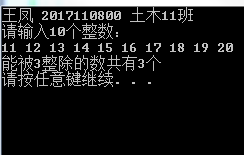 王凤 2017110800 土木11班
请输入10个整数：
11 12 13 14 15 16 17 18 19 20
能被3整除的数共有3个
请按任意键继续. . .